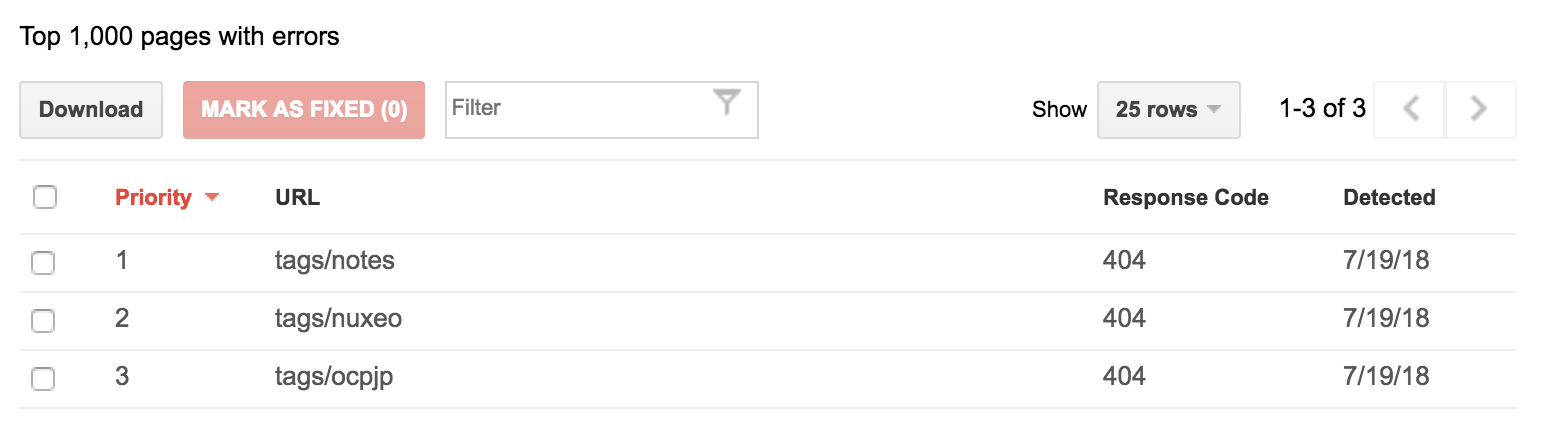 Top 1,000 pages with errors
Download MARK AS FIXED (0) Filter Show 25 rows 1-3 of 3
Priority URL Response Code Detected
1 tags/notes 404 7/19/18
2 tags/nuxeo 404 7/19/18
3 tags/ocpjp 404 7/19/18